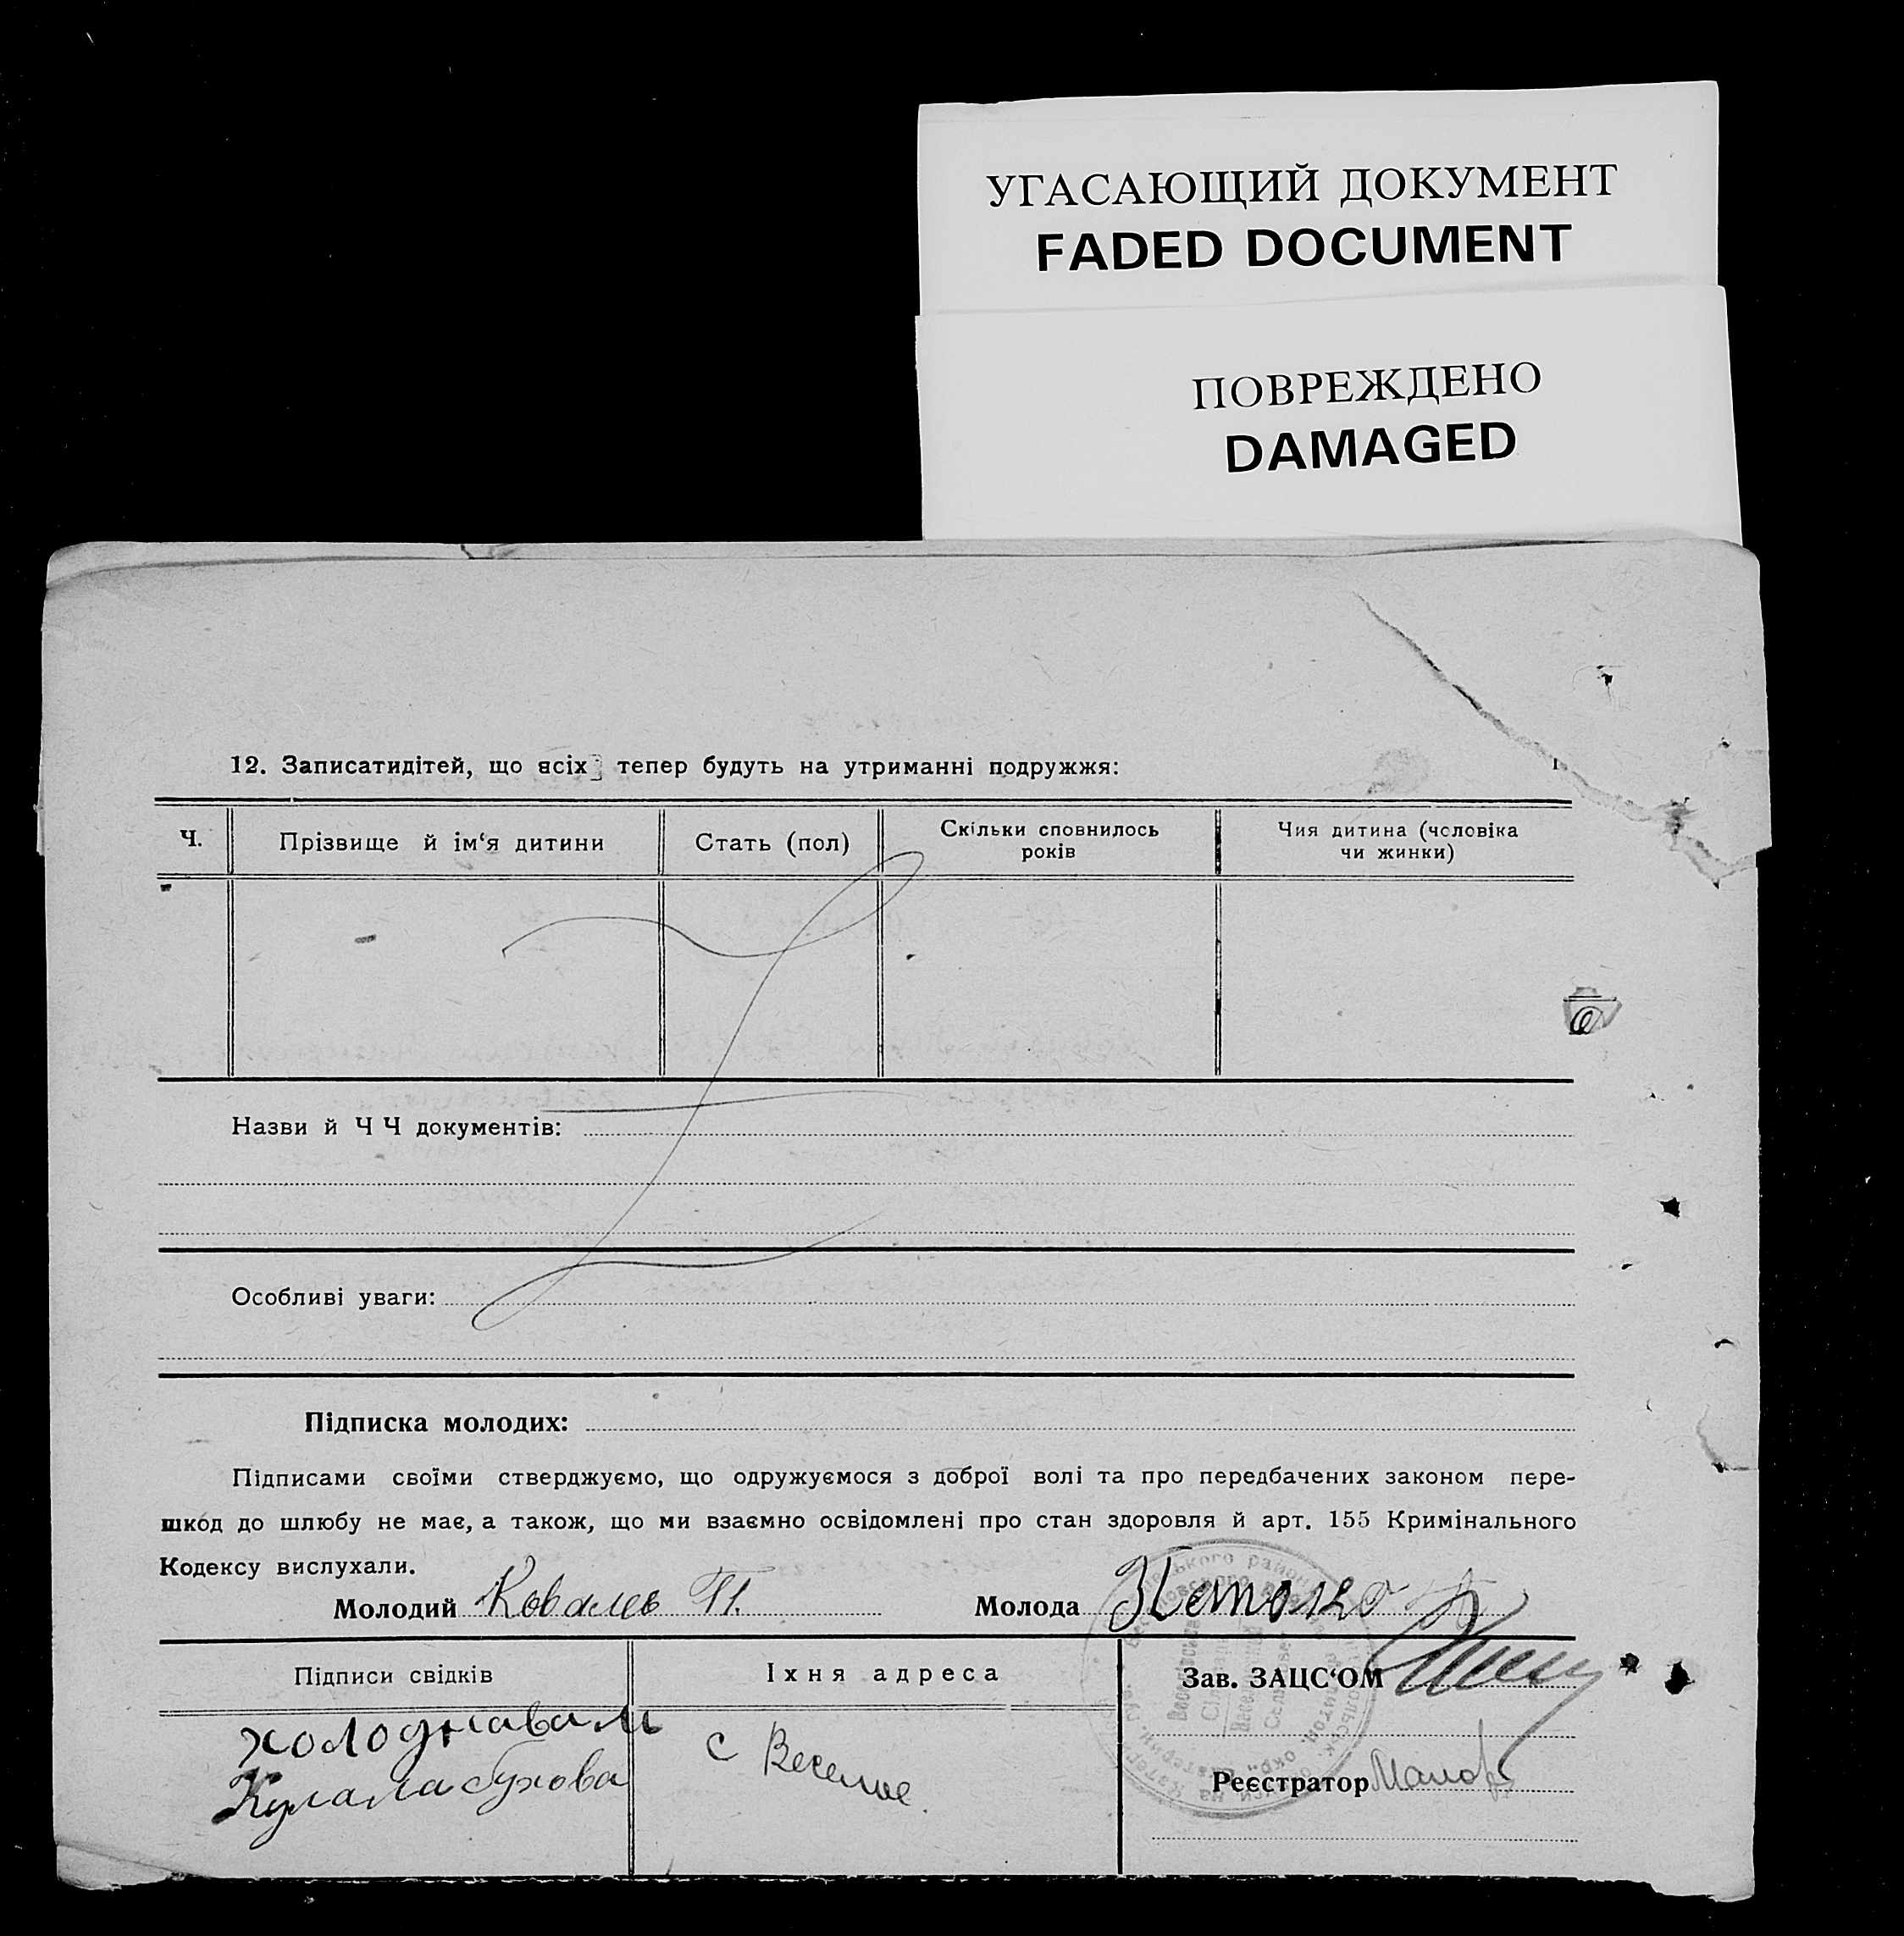 УГАСАЮЩИЙ ДОКУМЕНТ
FADED DOCUMENT
ПОВРЕЖДЕНО
DAMAGED
12. Записатидітей, що всіх тепер будуть на утриманні подружжя:
Ч.
Прізвище й ім‘я дитини
Стать (пол)
Скільки сповнилось
років
Чия дитина (чоловіка
чи жинки)
Назви й Ч Ч документів:
Особливі уваги:
Підписка молодих:
Підписами своїми стверджуємо, що одружуємося з доброї волі та про передбачених законом пере-
шкод до шлюбу не має, а також, що ми взаємно освідомлені про стан здоровля й арт. 155 Кримінального
Кодексу вислухали.
Молодий Ковалев П.
Молода
Підписи свідків
Іхня адреса
Зав. ЗАЦС‘ОМ
с Веселое
Реєстратор